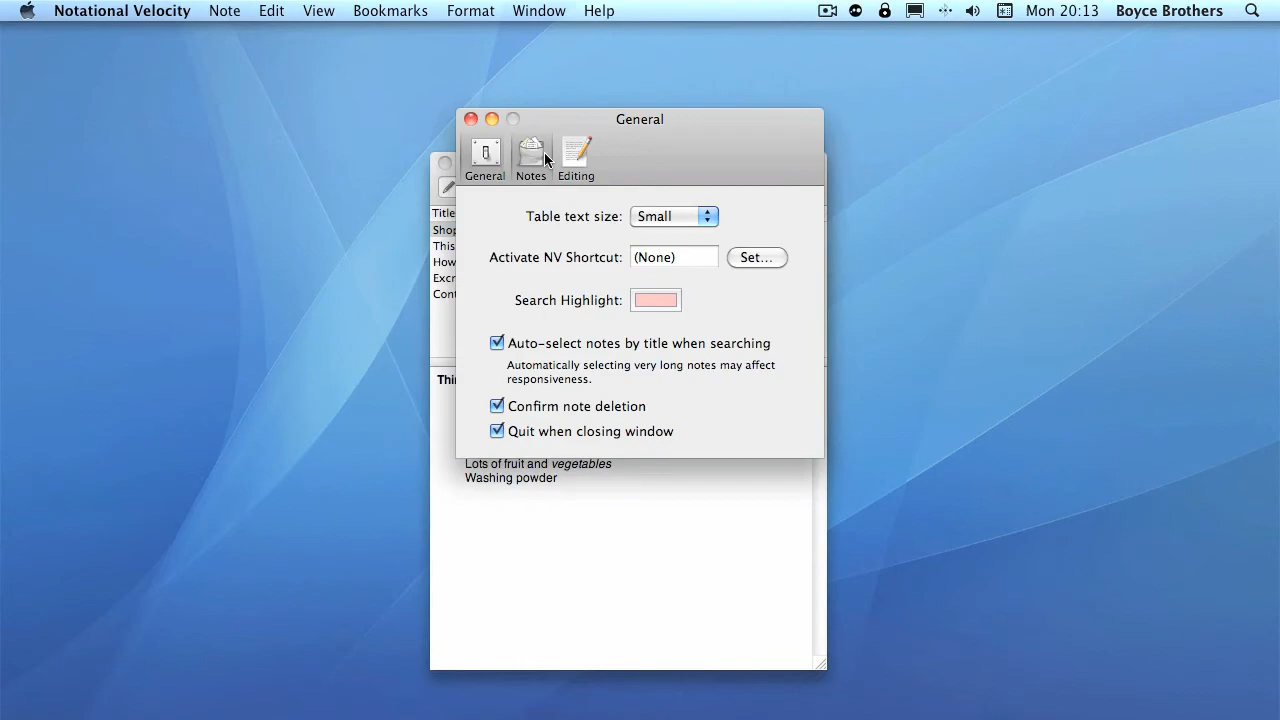 Notational Velocity Note Edit View Bookmarks Format Window Help Mon 20:13 Boyce Brothers
General
General Notes Editing
Title
Shop
This
How
Excr
Cont
Table text size: Small
Activate NV Shortcut: (None) Set...
Search Highlight:
Auto-select notes by title when searching
Automatically selecting very long notes may affect
responsiveness.
Confirm note deletion
Quit when closing window
Thi
Lots of fruit and vegetables
Washing powder